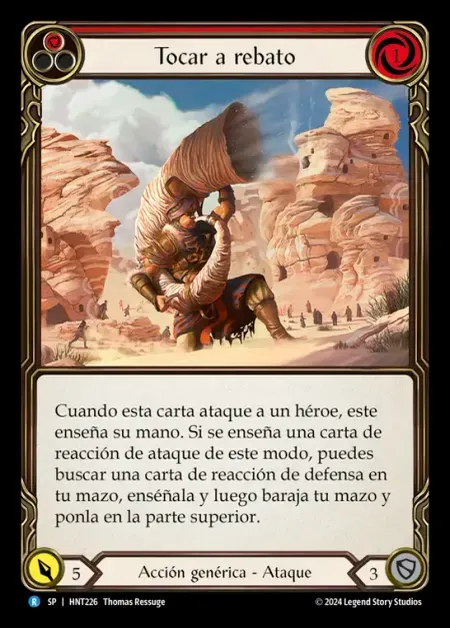 Tocar a rebato
1
Cuando esta carta ataque a un héroe, este
enseña su mano. Si se enseña una carta de
reacción de ataque de este modo, puedes
buscar una carta de reacción de defensa en
tu mazo, enséñala y luego baraja tu mazo y
ponla en la parte superior.
5 Acción genérica - Ataque 3
R SP | HNT226 Thomas Ressuge © 2024 Legend Story Studios